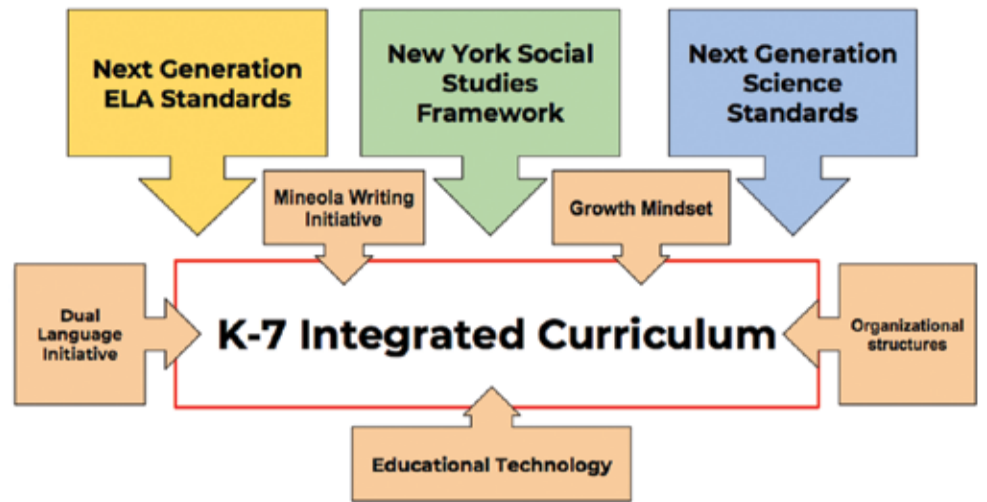 Next Generation
ELA Standards
New York Social
Studies
Framework
Next Generation
Science
Standards
Mineola Writing
Initiative
Growth Mindset
Dual
Language
Initiative
K-7 Integrated Curriculum
Organizational
structures
Educational Technology